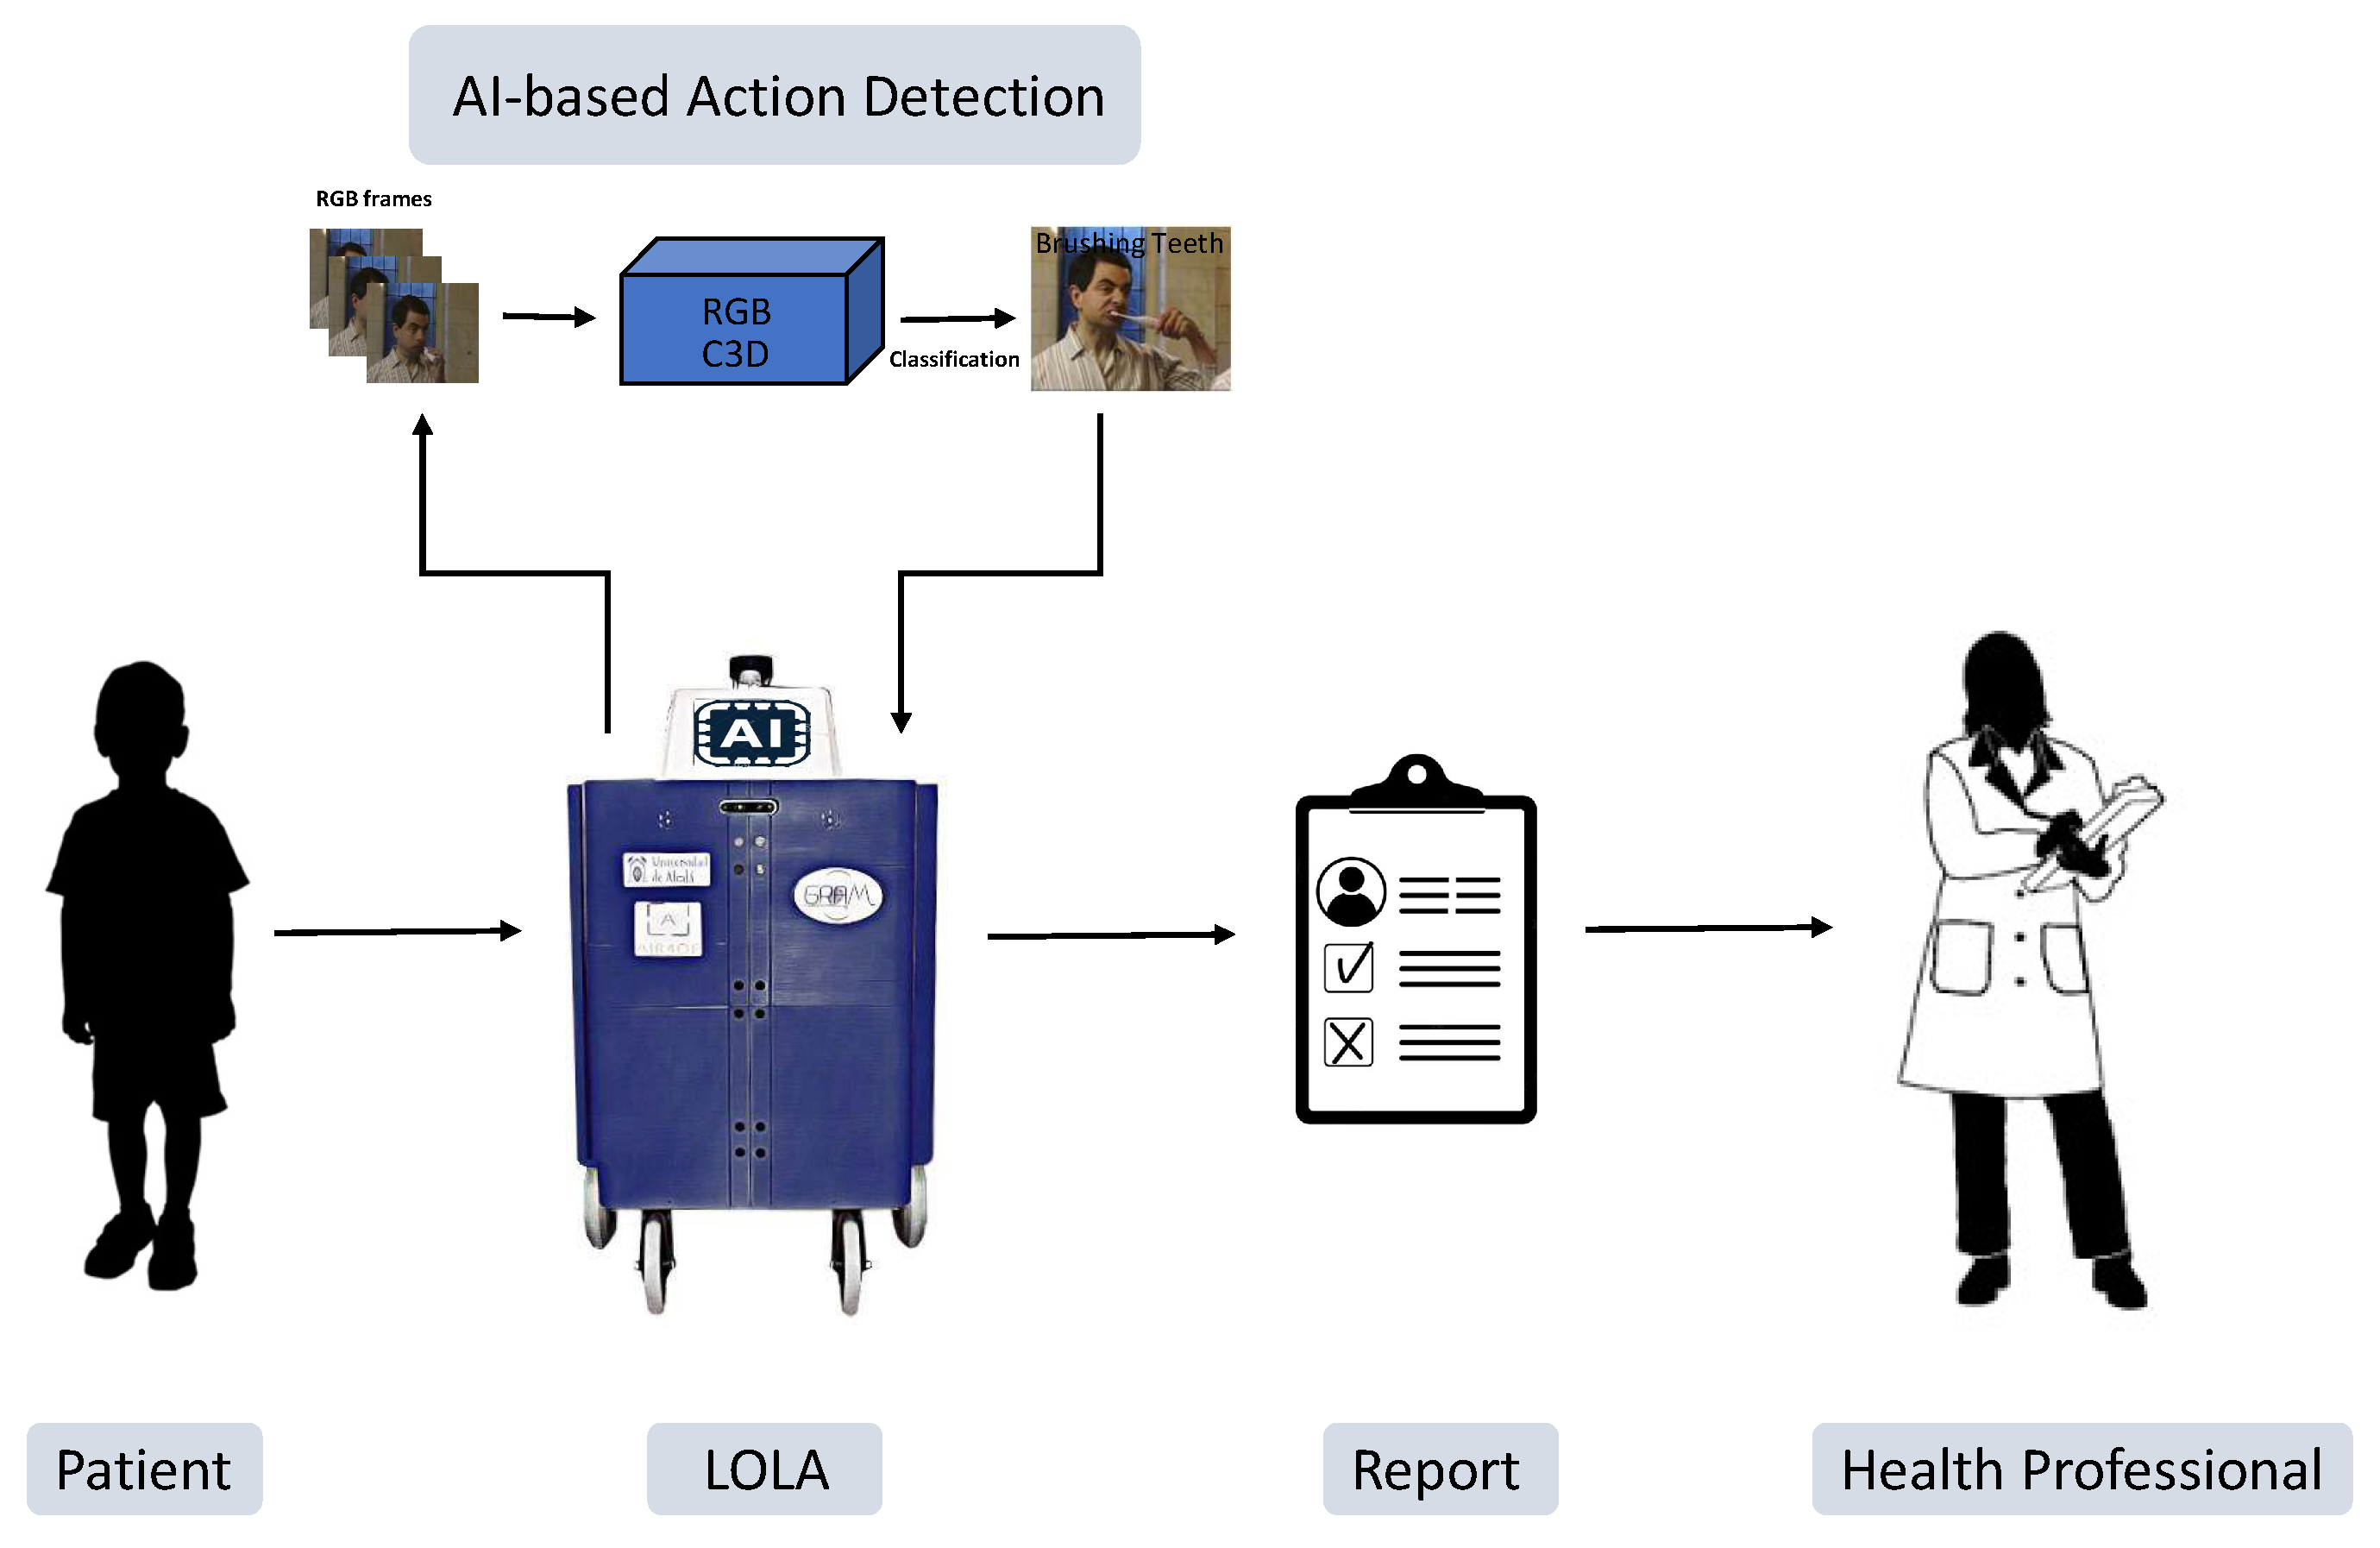 AI-based Action Detection
RGB frames
RGB
C3D
Classification
Brushing Teeth
AI
Universidad
de Alcalá
GRAM
A
Patient
LOLA
Report
Health Professional